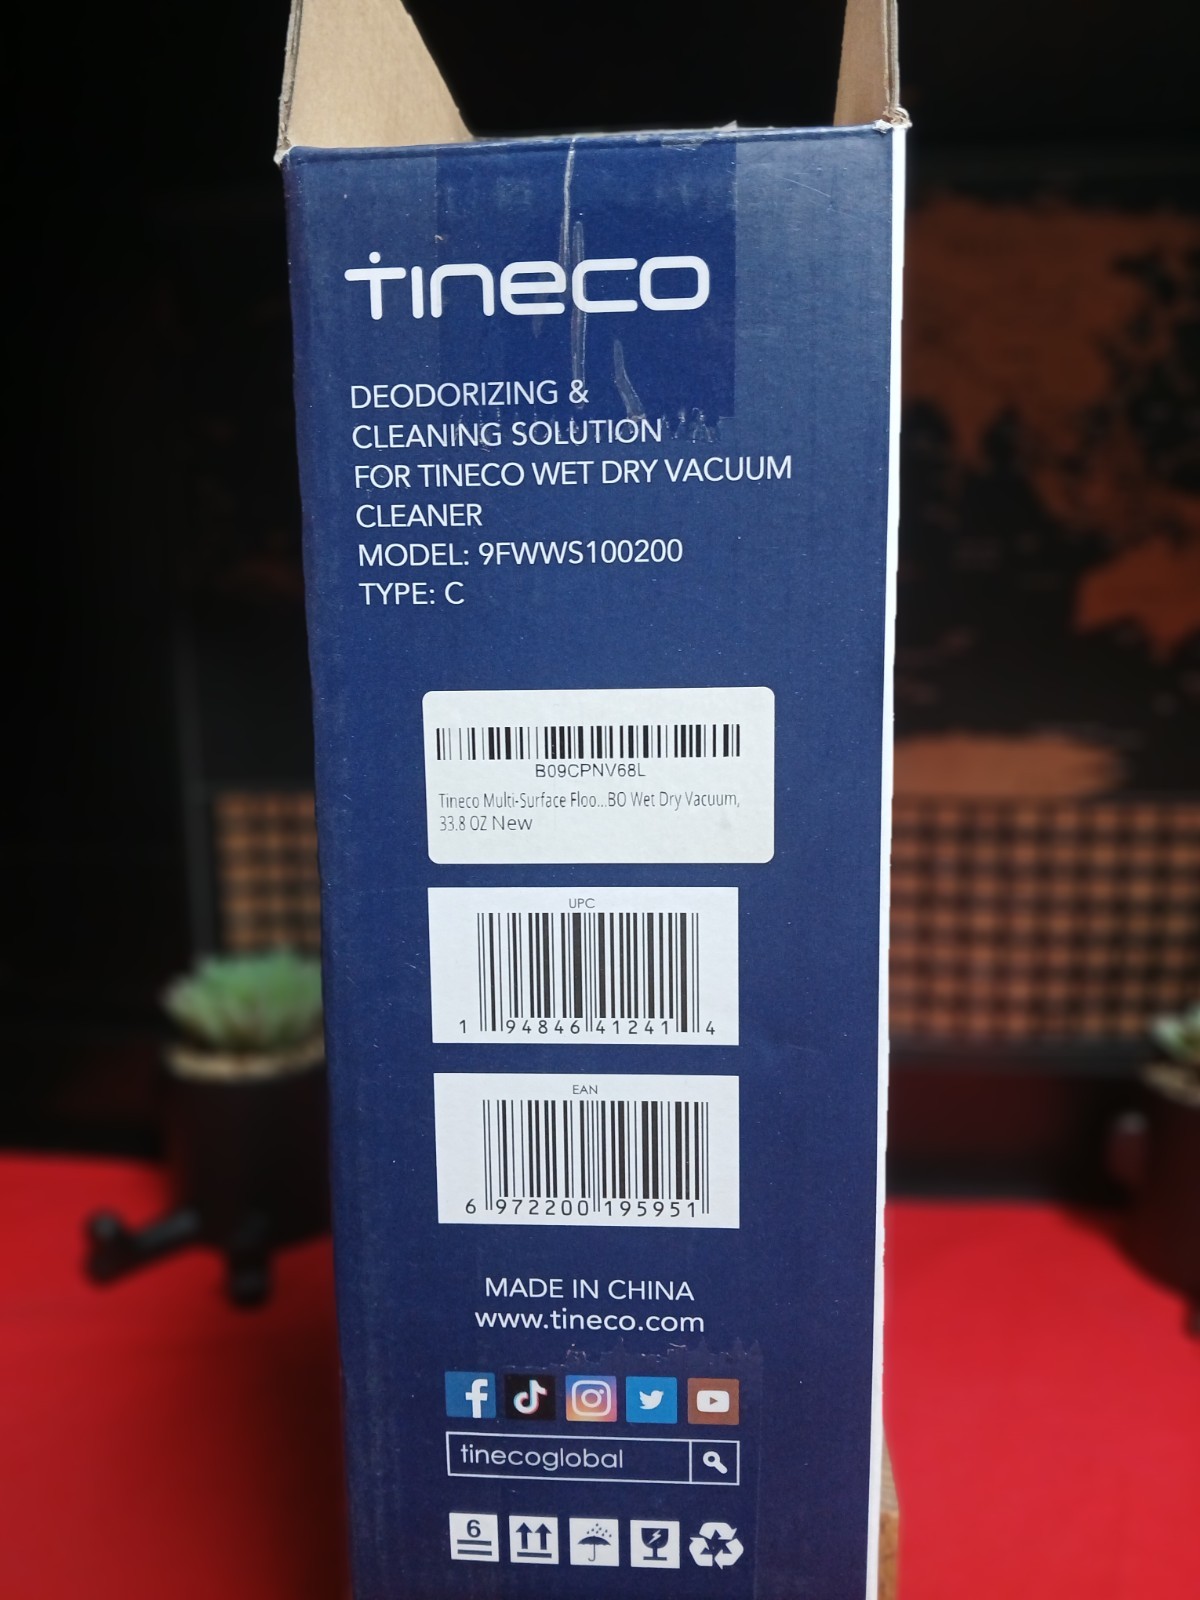 Tineco
DEODORIZING &
CLEANING SOLUTION
FOR TINECO WET DRY VACUUM
CLEANER
MODEL: 9FWWS100200
TYPE: C
B09CPNV68L
Tineco Multi-Surface Floo...BO Wet Dry Vacuum,
33.8 OZ New
UPC
1 94846 41241 4
EAN
6 972200 195951
MADE IN CHINA
www.tineco.com
tinecoglobal
6